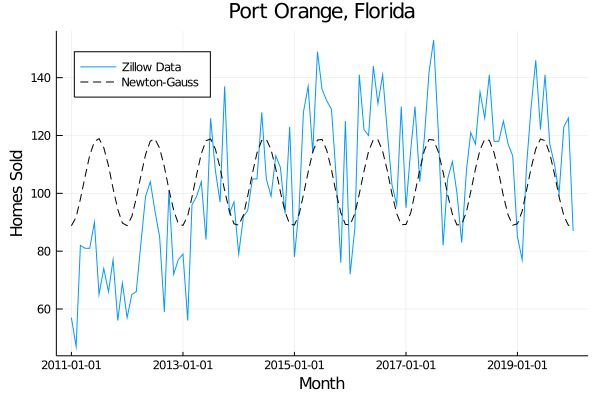 Port Orange, Florida
Zillow Data
Newton-Gauss
Homes Sold
140
120
100
80
60
2011-01-01 2013-01-01 2015-01-01 2017-01-01 2019-01-01
Month